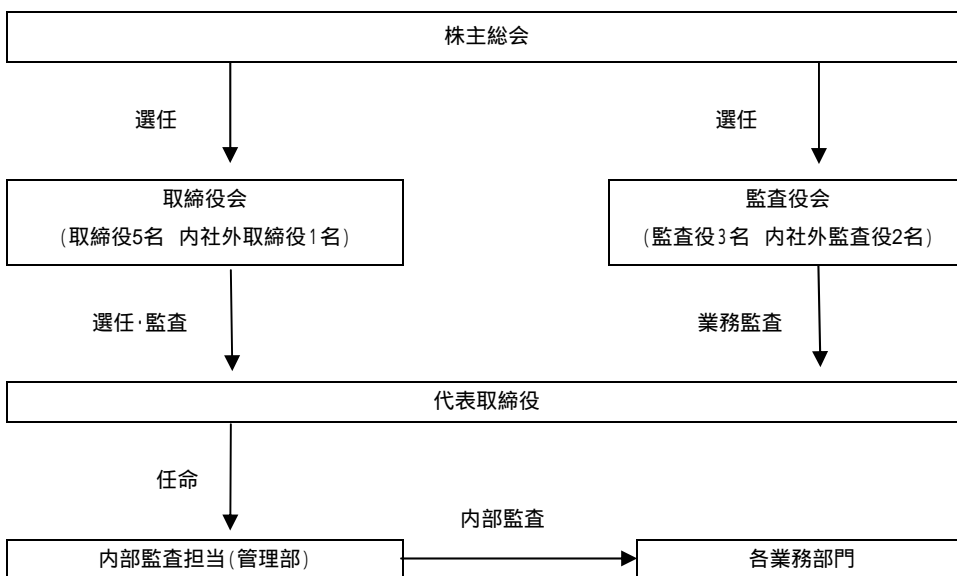 株主総会
選任
選任
取締役会
(取締役5名 内社外取締役1名)
監査役会
(監査役3名 内社外監査役2名)
選任・監査
業務監査
代表取締役
任命
内部監査
内部監査担当(管理部)
各業務部門